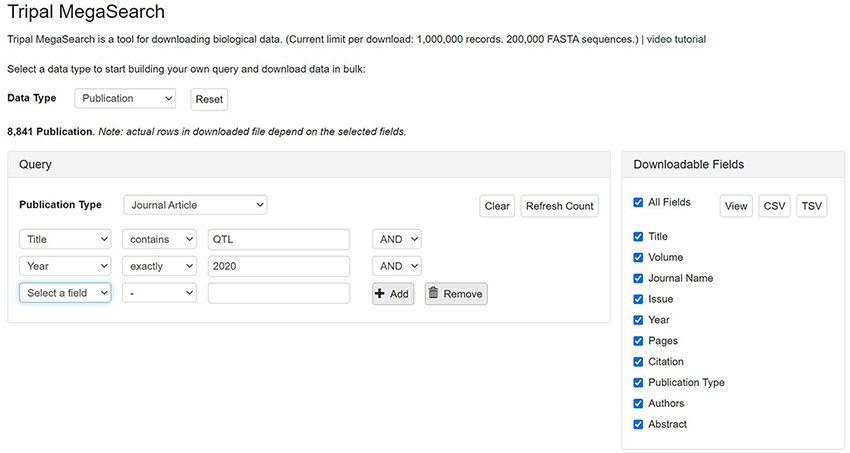 Tripal MegaSearch
Tripal MegaSearch is a tool for downloading biological data. (Current limit per download: 1,000,000 records. 200,000 FASTA sequences.) | video tutorial
Select a data type to start building your own query and download data in bulk:
Data Type Publication Reset
8,841 Publication. Note: actual rows in downloaded file depend on the selected fields.
Query
Publication Type Journal Article Clear Refresh Count
Title contains QTL AND
Year exactly 2020 AND
Select a field - Add Remove
Downloadable Fields
All Fields View CSV TSV
Title
Volume
Journal Name
Issue
Year
Pages
Citation
Publication Type
Authors
Abstract